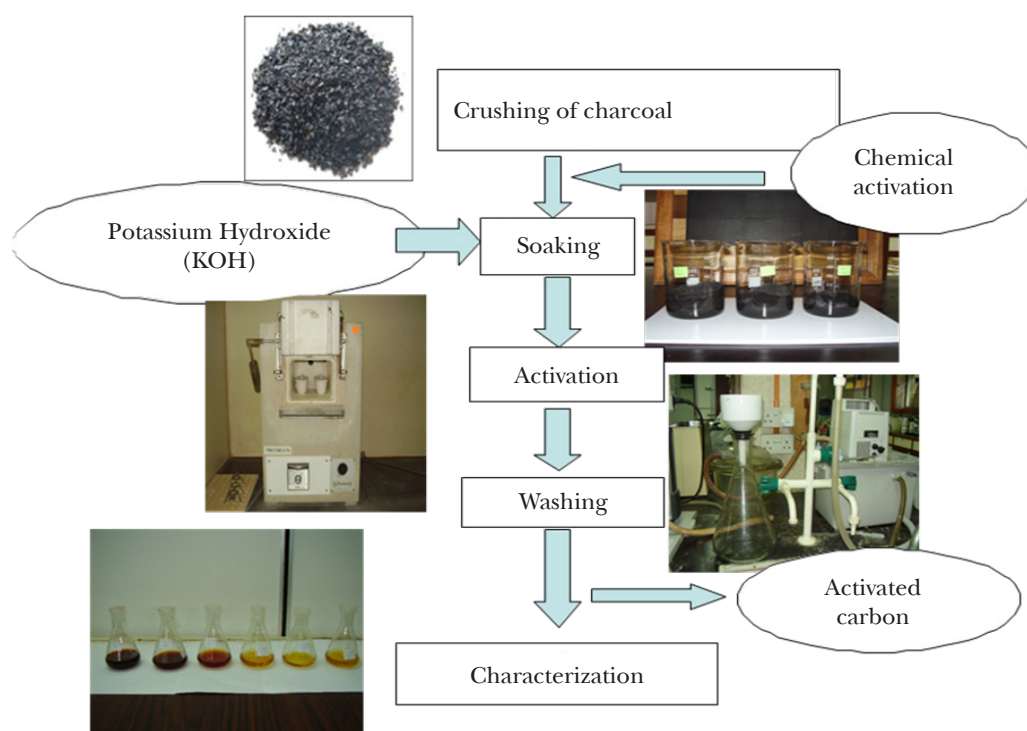 Crushing of charcoal
Chemical
activation
Potassium Hydroxide
(KOH)
Soaking
Activation
Washing
Activated
carbon
Characterization